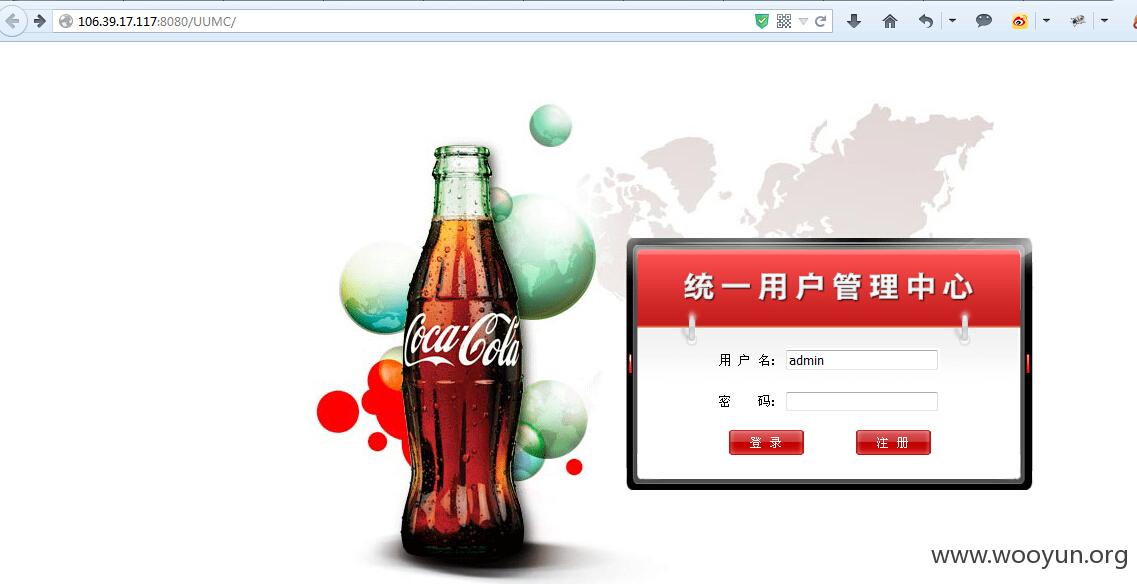 106.39.17.117:8080/UUMC/
统一用户管理中心
Coca-Cola
用 户 名: admin
密 码:
登 录 注 册
www.wooyun.org